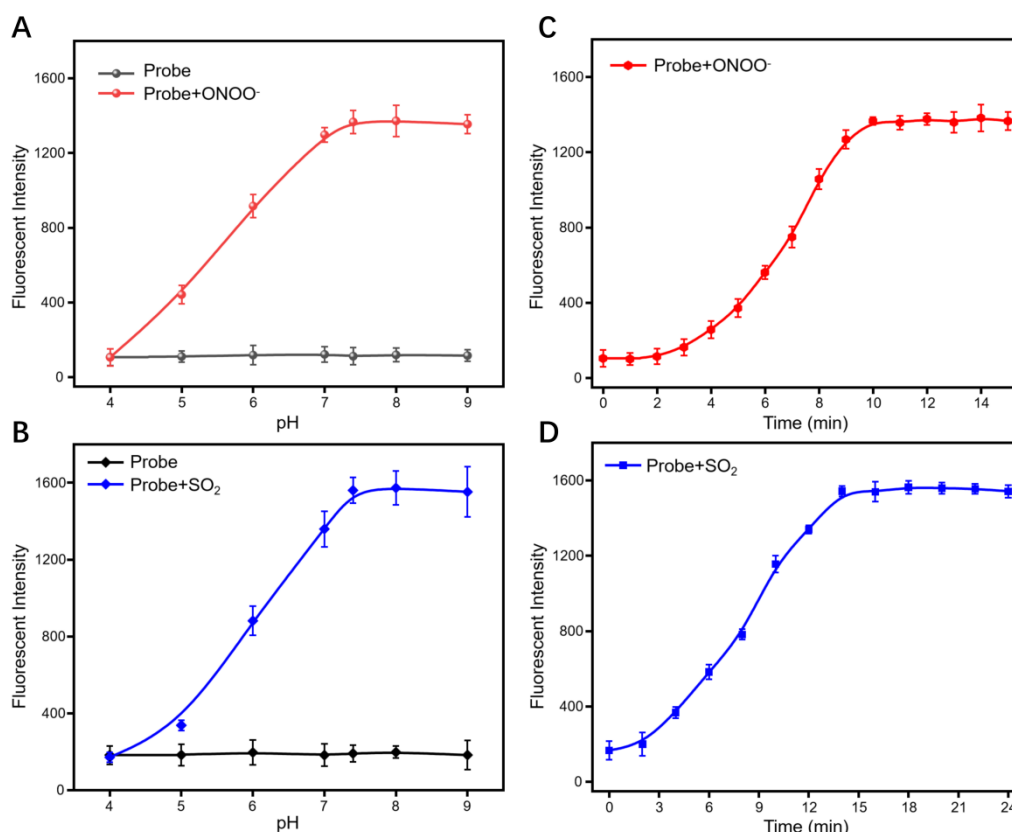 A
Probe
Probe+ONOO⁻
1600
1200
800
400
0
Fluorescent Intensity
4 5 6 7 8 9
pH
B
Probe
Probe+SO₂
1600
1200
800
400
0
Fluorescent Intensity
4 5 6 7 8 9
pH
C
Probe+ONOO⁻
1600
1200
800
400
0
Fluorescent Intensity
0 2 4 6 8 10 12 14
Time (min)
D
Probe+SO₂
1600
1200
800
400
0
Fluorescent Intensity
0 3 6 9 12 15 18 21 24
Time (min)